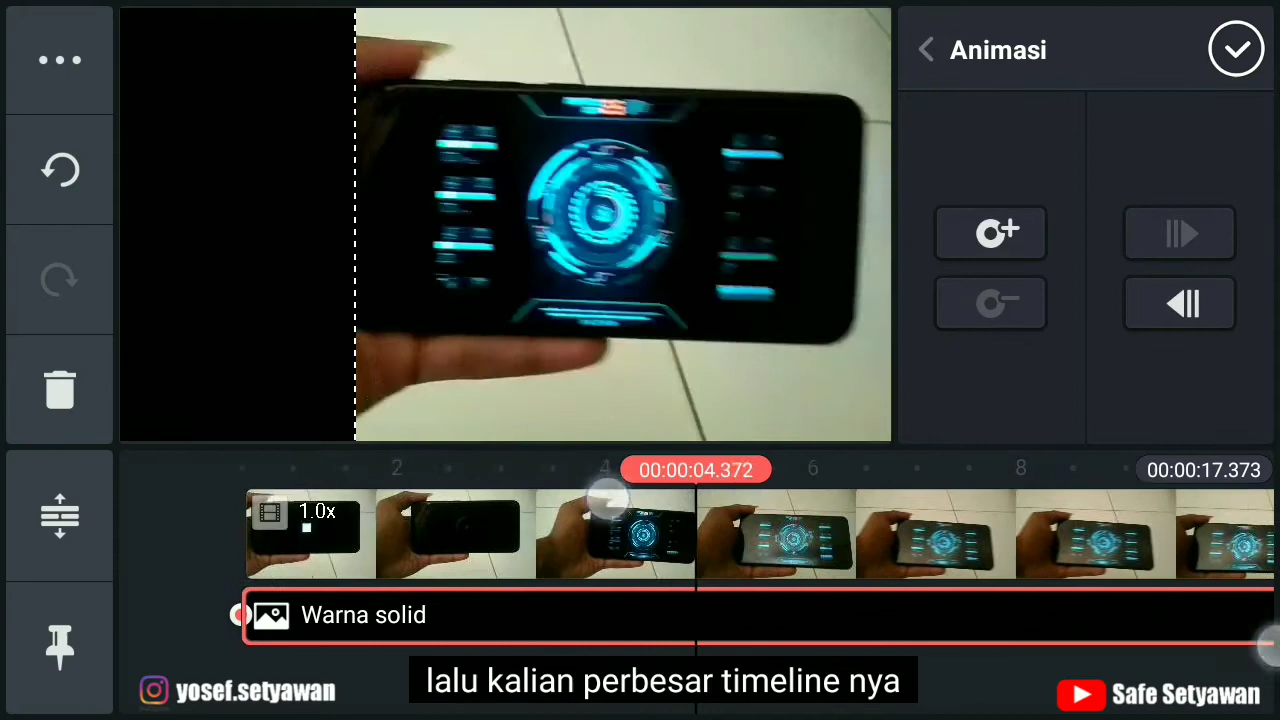 Animasi
2
4
6
8
00:00:04.372
00:00:17.373
1.0x
Warna solid
lalu kalian perbesar timeline nya
yosef.setyawan
Safe Setyawan